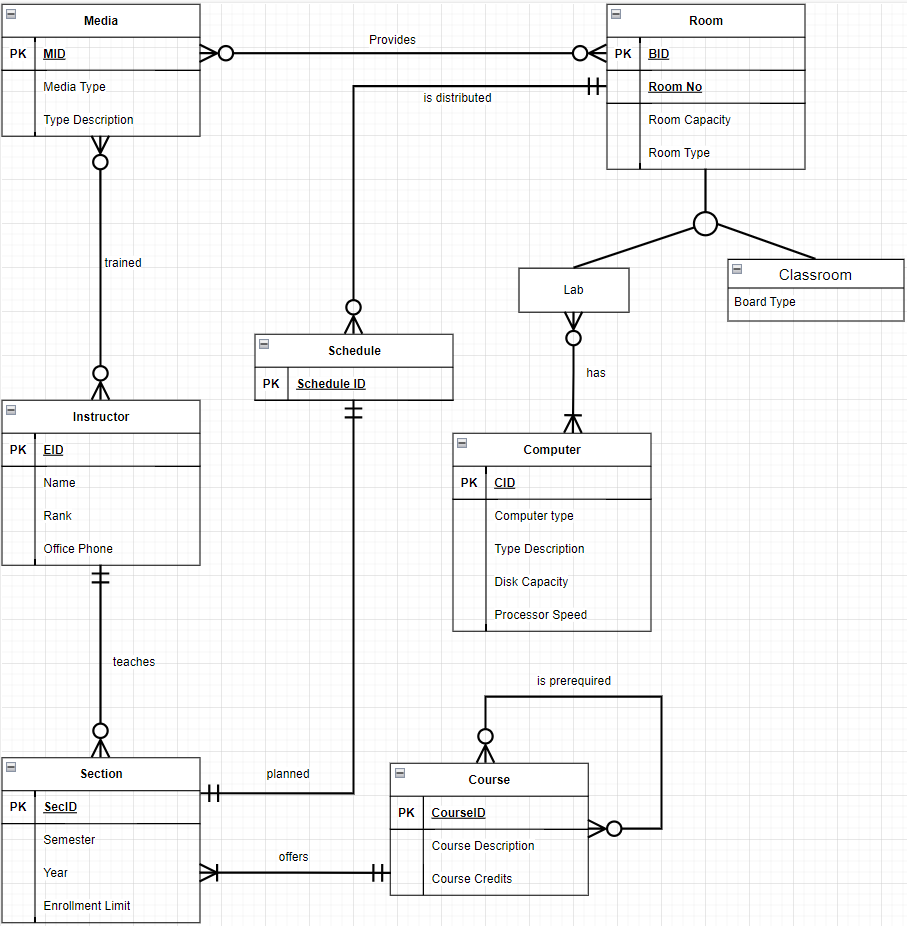 Media
PK MID
Media Type
Type Description
Provides
Room
PK BID
Room No
Room Capacity
Room Type
is distributed
trained
Lab
Classroom
Board Type
has
Schedule
PK Schedule ID
Instructor
PK EID
Name
Rank
Office Phone
Computer
PK CID
Computer type
Type Description
Disk Capacity
Processor Speed
teaches
is prerequired
planned
Section
PK SecID
Semester
Year
Enrollment Limit
offers
Course
PK CourseID
Course Description
Course Credits